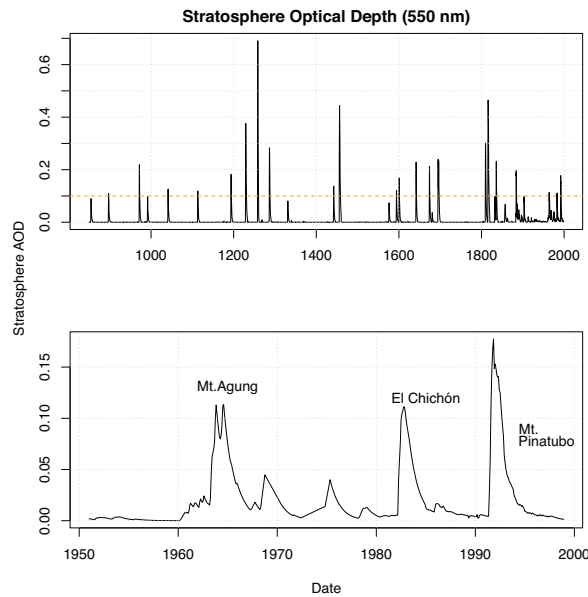 Stratosphere Optical Depth (550 nm)
0.6
0.4
0.2
0.0
1000 1200 1400 1600 1800 2000
Stratosphere AOD
0.15
0.10
0.05
0.00
Mt.Agung
El Chichón
Mt.
Pinatubo
1950 1960 1970 1980 1990 2000
Date